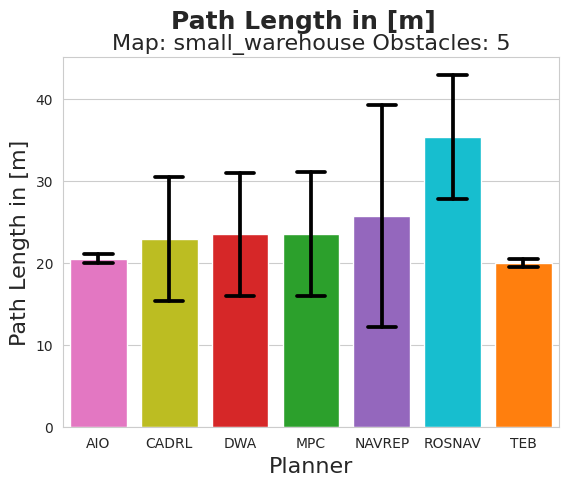 Path Length in [m]
Map: small_warehouse Obstacles: 5
Path Length in [m]
40
30
20
10
0
AIO CADRL DWA MPC NAVREP ROSNAV TEB
Planner